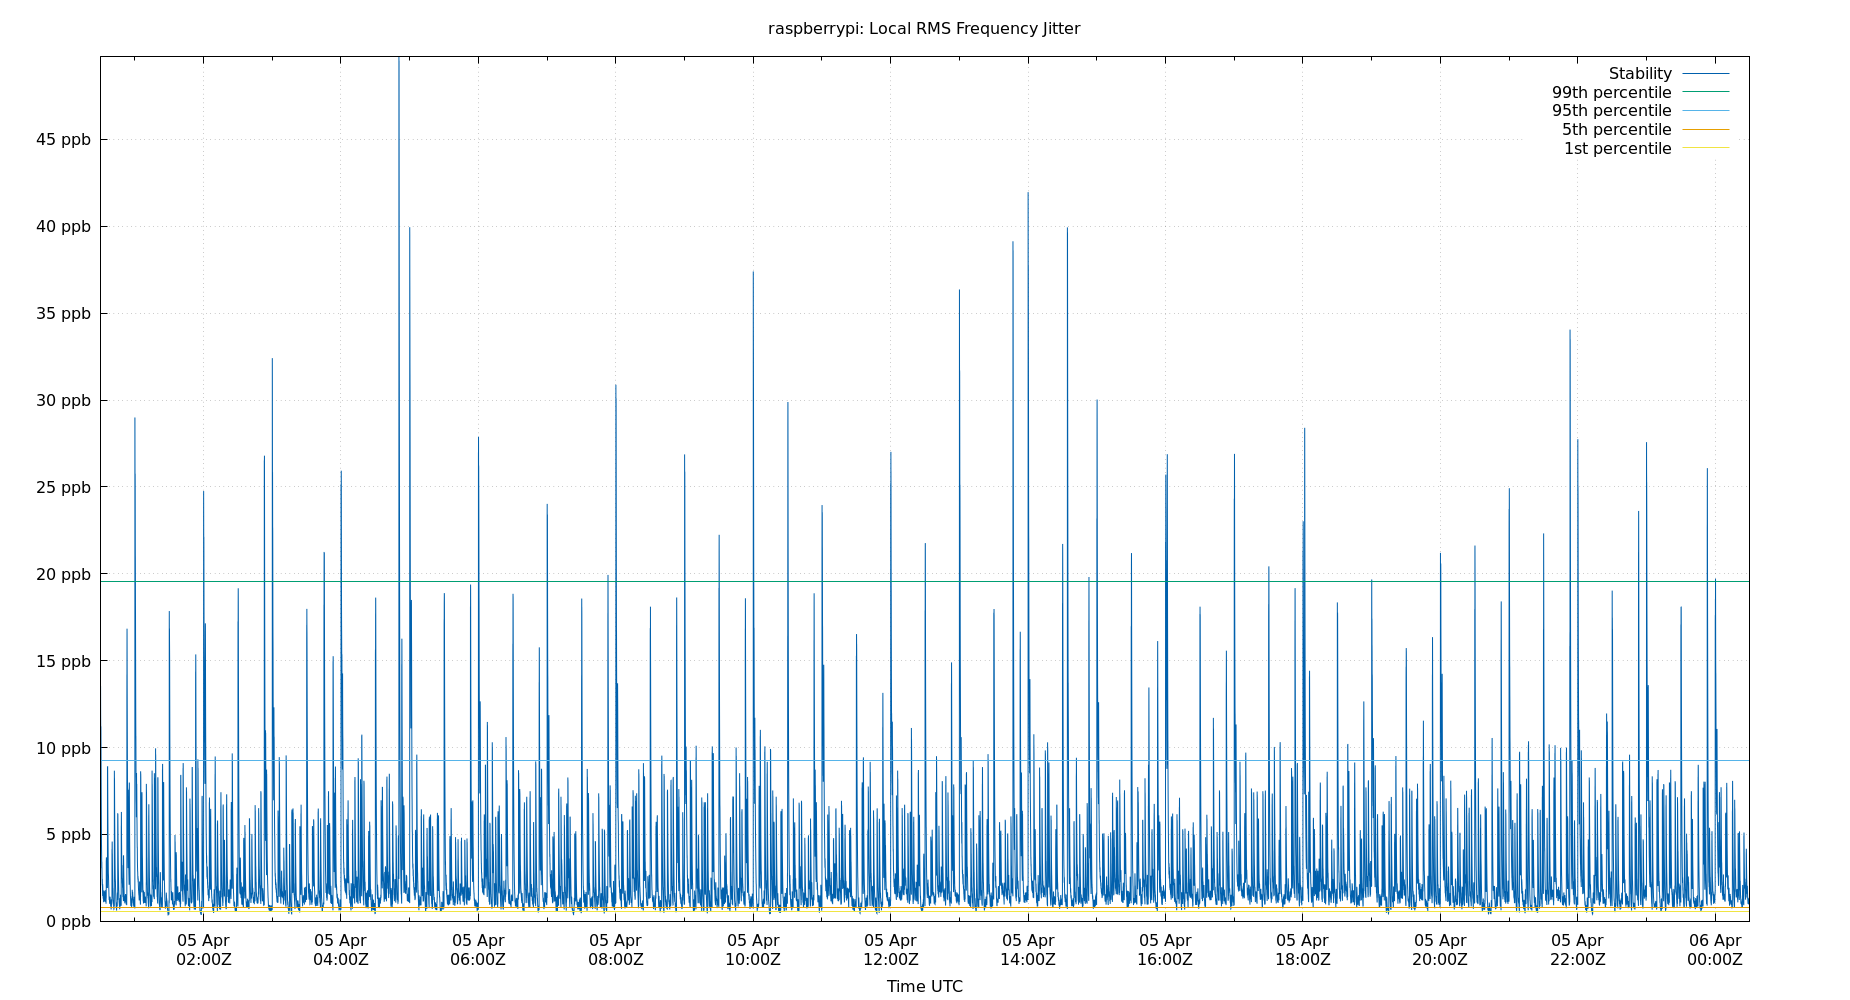 raspberrypi: Local RMS Frequency Jitter
Stability
99th percentile
95th percentile
5th percentile
1st percentile
45 ppb
40 ppb
35 ppb
30 ppb
25 ppb
20 ppb
15 ppb
10 ppb
5 ppb
0 ppb
05 Apr 05 Apr 05 Apr 05 Apr 05 Apr 05 Apr 05 Apr 05 Apr 05 Apr 05 Apr 05 Apr 06 Apr
02:00Z 04:00Z 06:00Z 08:00Z 10:00Z 12:00Z 14:00Z 16:00Z 18:00Z 20:00Z 22:00Z 00:00Z
Time UTC